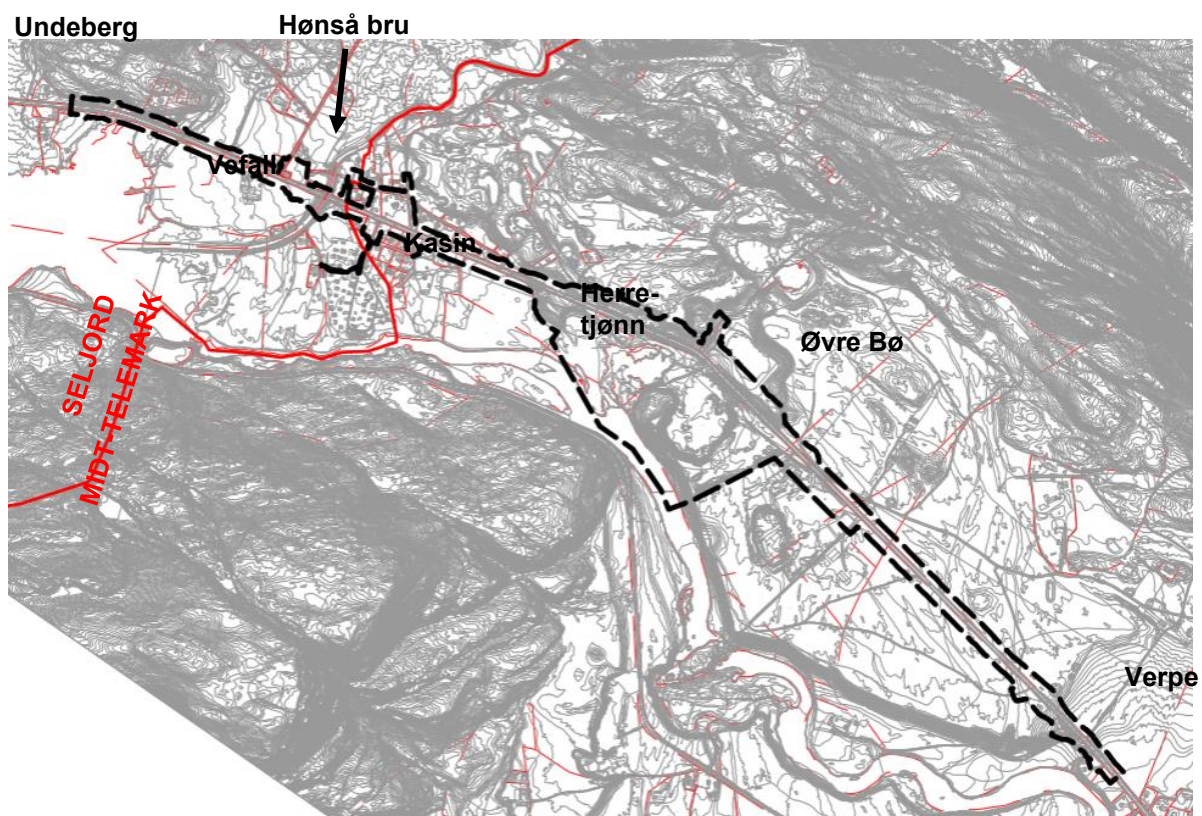 Undeberg
Hønså bru
Vefall
Kasin
Herre-
tjønn
Øvre Bø
SELJORD
MIDT-TELEMARK
Verpe